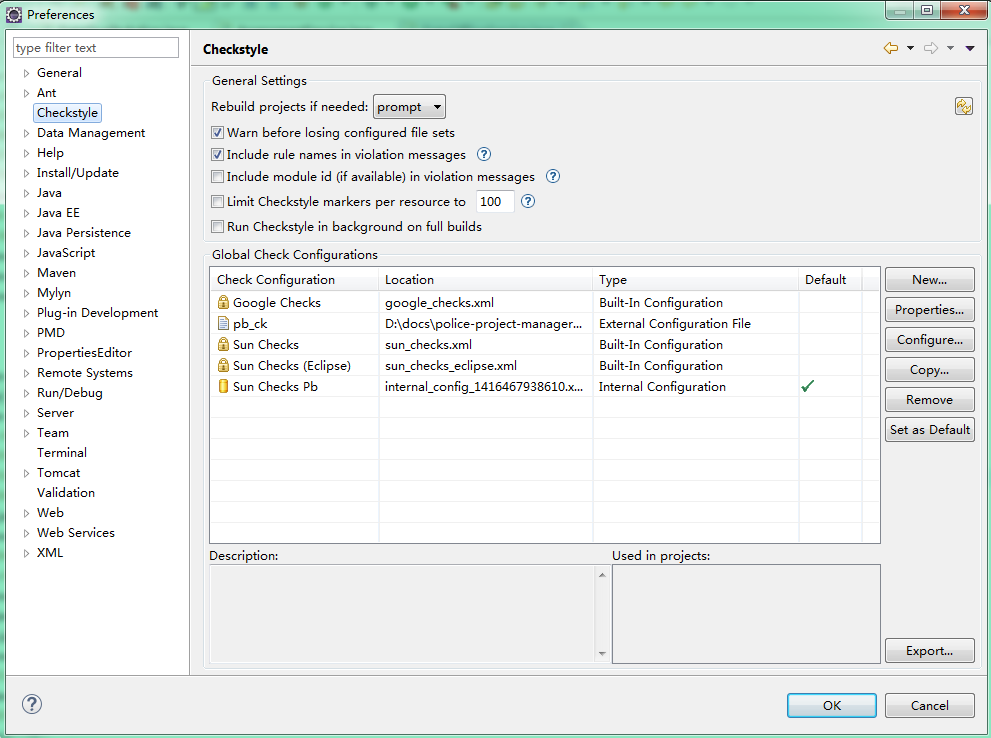 Preferences
type filter text
General
Ant
Checkstyle
Data Management
Help
Install/Update
Java
Java EE
Java Persistence
JavaScript
Maven
Mylyn
Plug-in Development
PMD
PropertiesEditor
Remote Systems
Run/Debug
Server
Team
Terminal
Tomcat
Validation
Web
Web Services
XML
Checkstyle
General Settings
Rebuild projects if needed: prompt
Warn before losing configured file sets
Include rule names in violation messages ?
Include module id (if available) in violation messages ?
Limit Checkstyle markers per resource to 100 ?
Run Checkstyle in background on full builds
Global Check Configurations
Check Configuration Location Type Default
Google Checks google_checks.xml Built-In Configuration
pb_ck D:\docs\police-project-manager... External Configuration File
Sun Checks sun_checks.xml Built-In Configuration
Sun Checks (Eclipse) sun_checks_eclipse.xml Built-In Configuration
Sun Checks Pb internal_config_1416467938610.x... Internal Configuration
New...
Properties...
Configure...
Copy...
Remove
Set as Default
Description: Used in projects:
Export...
? OK Cancel